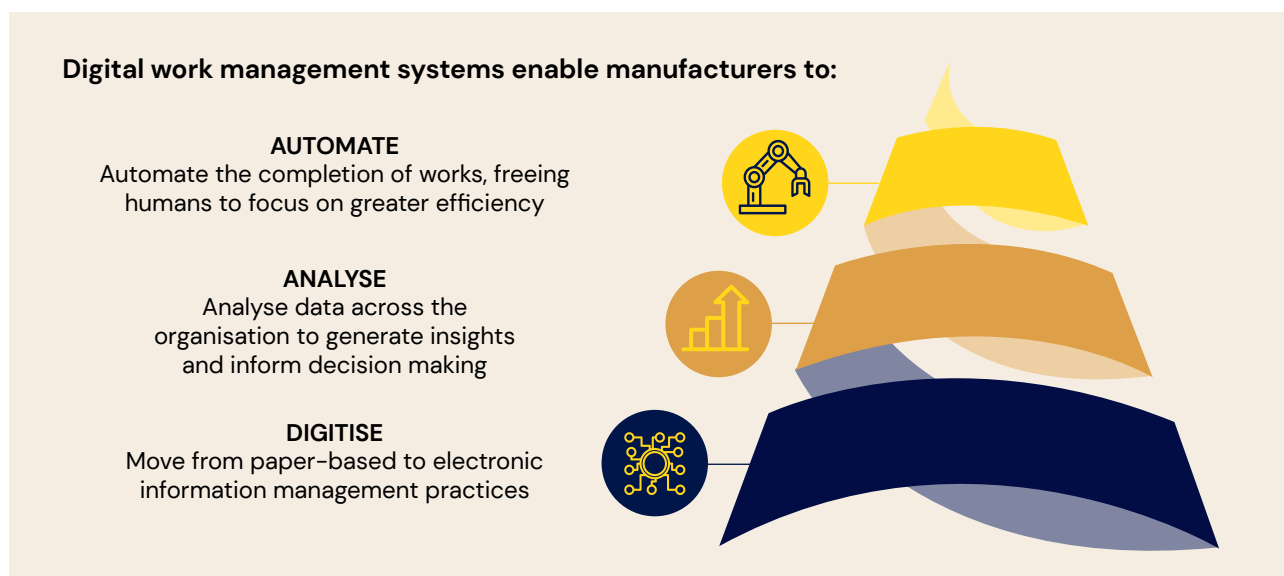 Digital work management systems enable manufacturers to:
AUTOMATE
Automate the completion of works, freeing
humans to focus on greater efficiency
ANALYSE
Analyse data across the
organisation to generate insights
and inform decision making
DIGITISE
Move from paper-based to electronic
information management practices